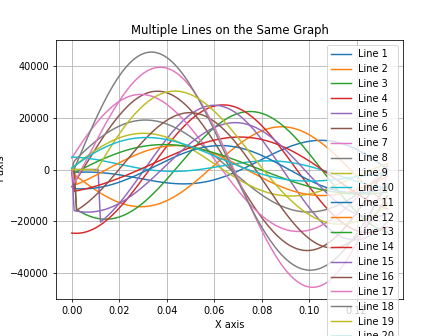 Multiple Lines on the Same Graph
40000
20000
0
−20000
−40000
0.00
0.02
0.04
0.06
0.08
0.10
X axis
Line 1
Line 2
Line 3
Line 4
Line 5
Line 6
Line 7
Line 8
Line 9
Line 10
Line 11
Line 12
Line 13
Line 14
Line 15
Line 16
Line 17
Line 18
Line 19
Line 20